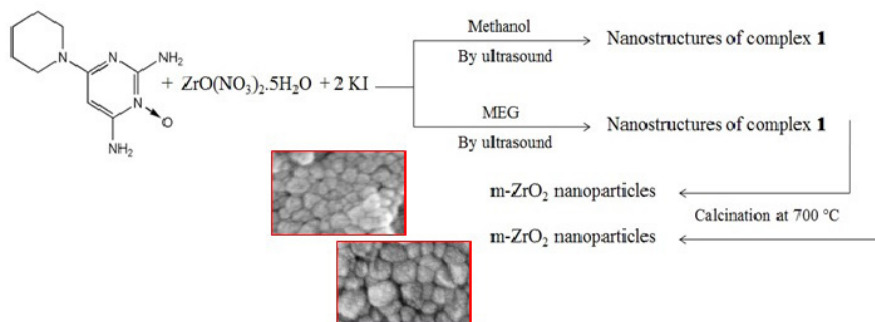 Methanol
By ultrasound
Nanostructures of complex 1
N
N
NH₂
N
O
NH₂
+ ZrO(NO₃)₂.5H₂O + 2 KI
MEG
By ultrasound
Nanostructures of complex 1
m-ZrO₂ nanoparticles
Calcination at 700 °C
m-ZrO₂ nanoparticles